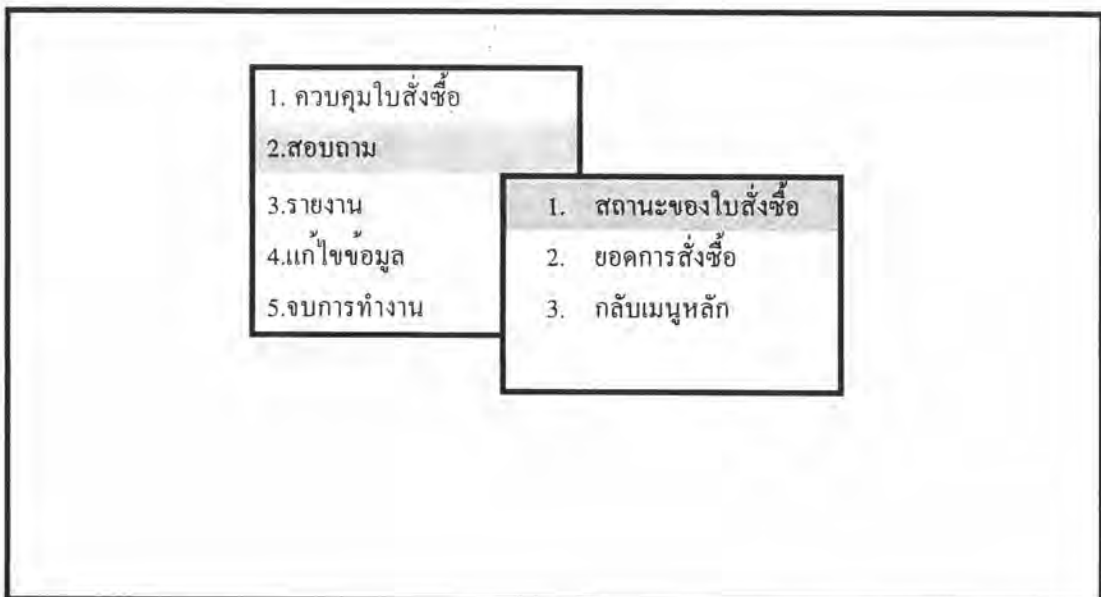 1. ควบคุมใบสั่งซื้อ
2.สอบถาม
3.รายงาน
4.แก้ไขข้อมูล
5.จบการทำงาน
1. สถานะของใบสั่งซื้อ
2. ยอดการสั่งซื้อ
3. กลับเมนูหลัก